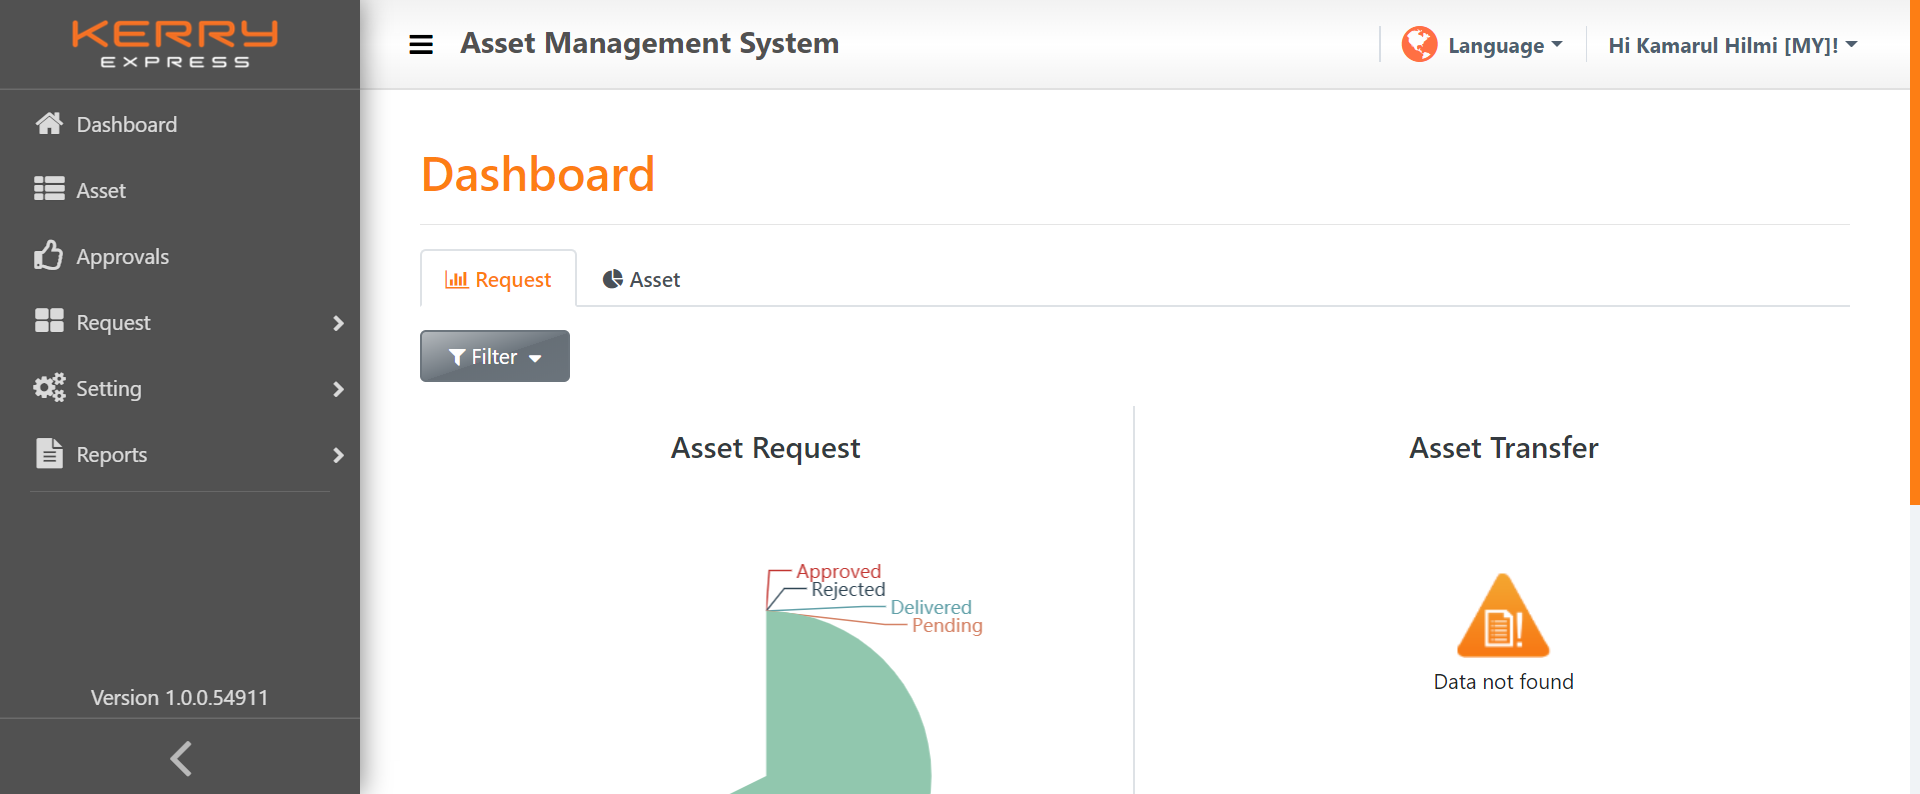 KERRY
EXPRESS
Asset Management System
Language
Hi Kamarul Hilmi [MY]!
Dashboard
Asset
Approvals
Request
Setting
Reports
Version 1.0.0.54911
Dashboard
Request
Asset
Filter
Asset Request
Approved
Rejected
Delivered
Pending
Asset Transfer
Data not found